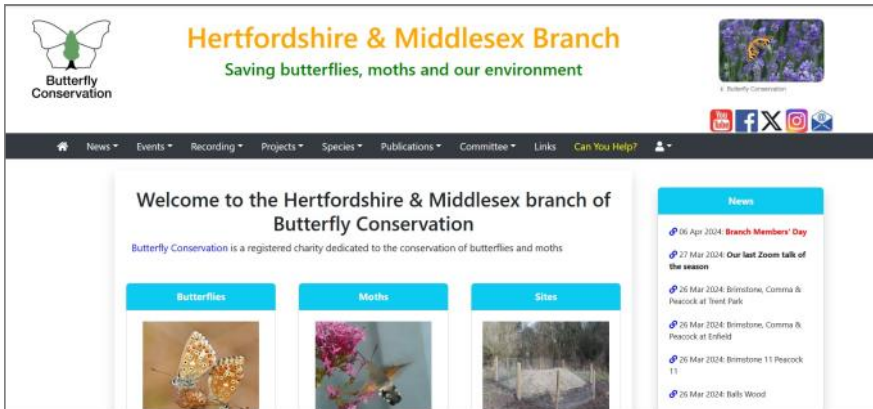 Butterfly
Conservation
Hertfordshire & Middlesex Branch
Saving butterflies, moths and our environment
Butterfly Conservation
You
Tube
News
Events
Recording
Projects
Species
Publications
Committee
Links
Can You Help?
Welcome to the Hertfordshire & Middlesex branch of
Butterfly Conservation
Butterfly Conservation is a registered charity dedicated to the conservation of butterflies and moths
Butterflies
Moths
Sites
News
06 Apr 2024: Branch Members' Day
27 Mar 2024: Our last Zoom talk of
the season
26 Mar 2024: Brimstone, Comma &
Peacock at Trent Park
26 Mar 2024: Brimstone, Comma &
Peacock at Enfield
26 Mar 2024: Brimstone 11 Peacock
11
26 Mar 2024: Balls Wood